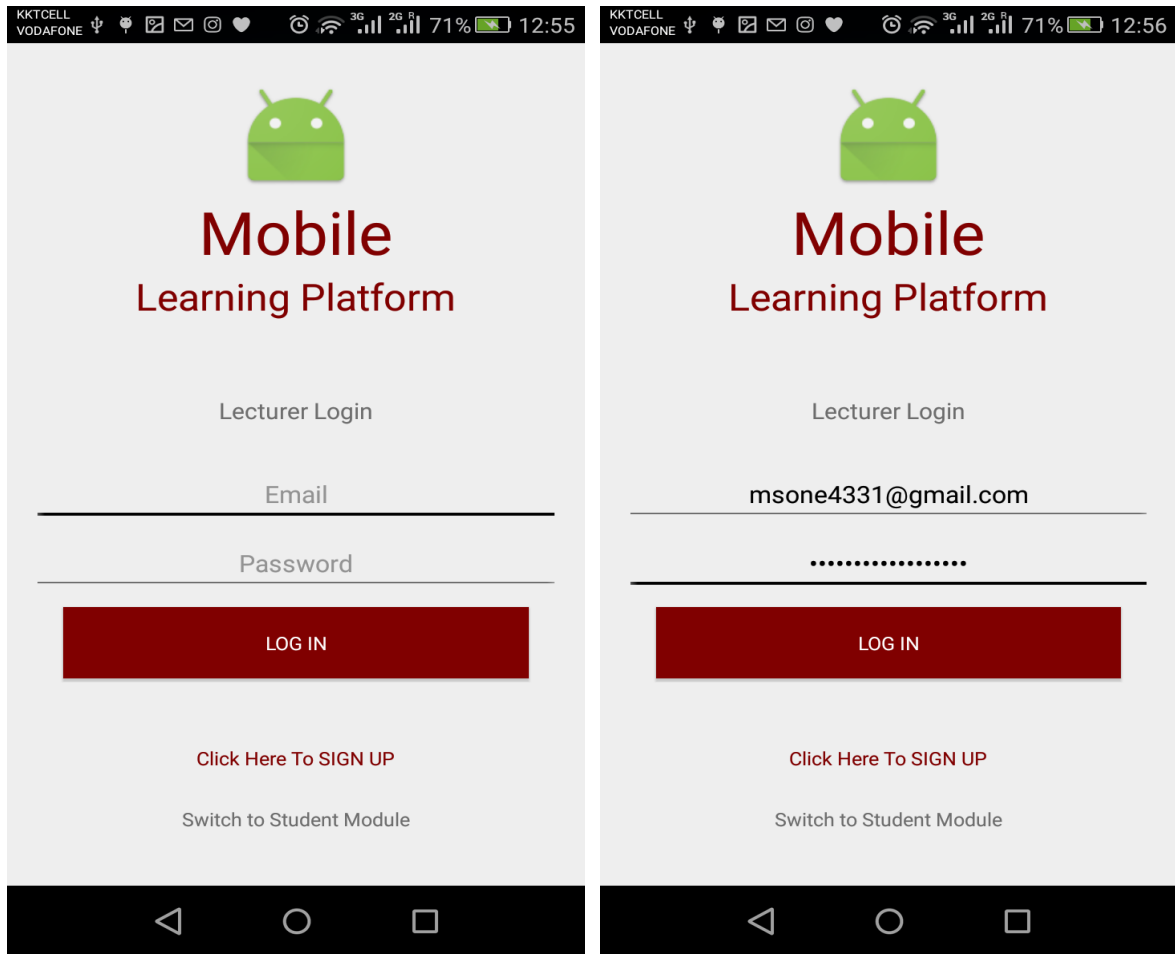 KKTCELL
VODAFONE 3G 2G R 71% 12:55
Mobile
Learning Platform
Lecturer Login
Email
Password
LOG IN
Click Here To SIGN UP
Switch to Student Module
KKTCELL
VODAFONE 3G 2G R 71% 12:56
Mobile
Learning Platform
Lecturer Login
msone4331@gmail.com
••••••••••••••••••
LOG IN
Click Here To SIGN UP
Switch to Student Module